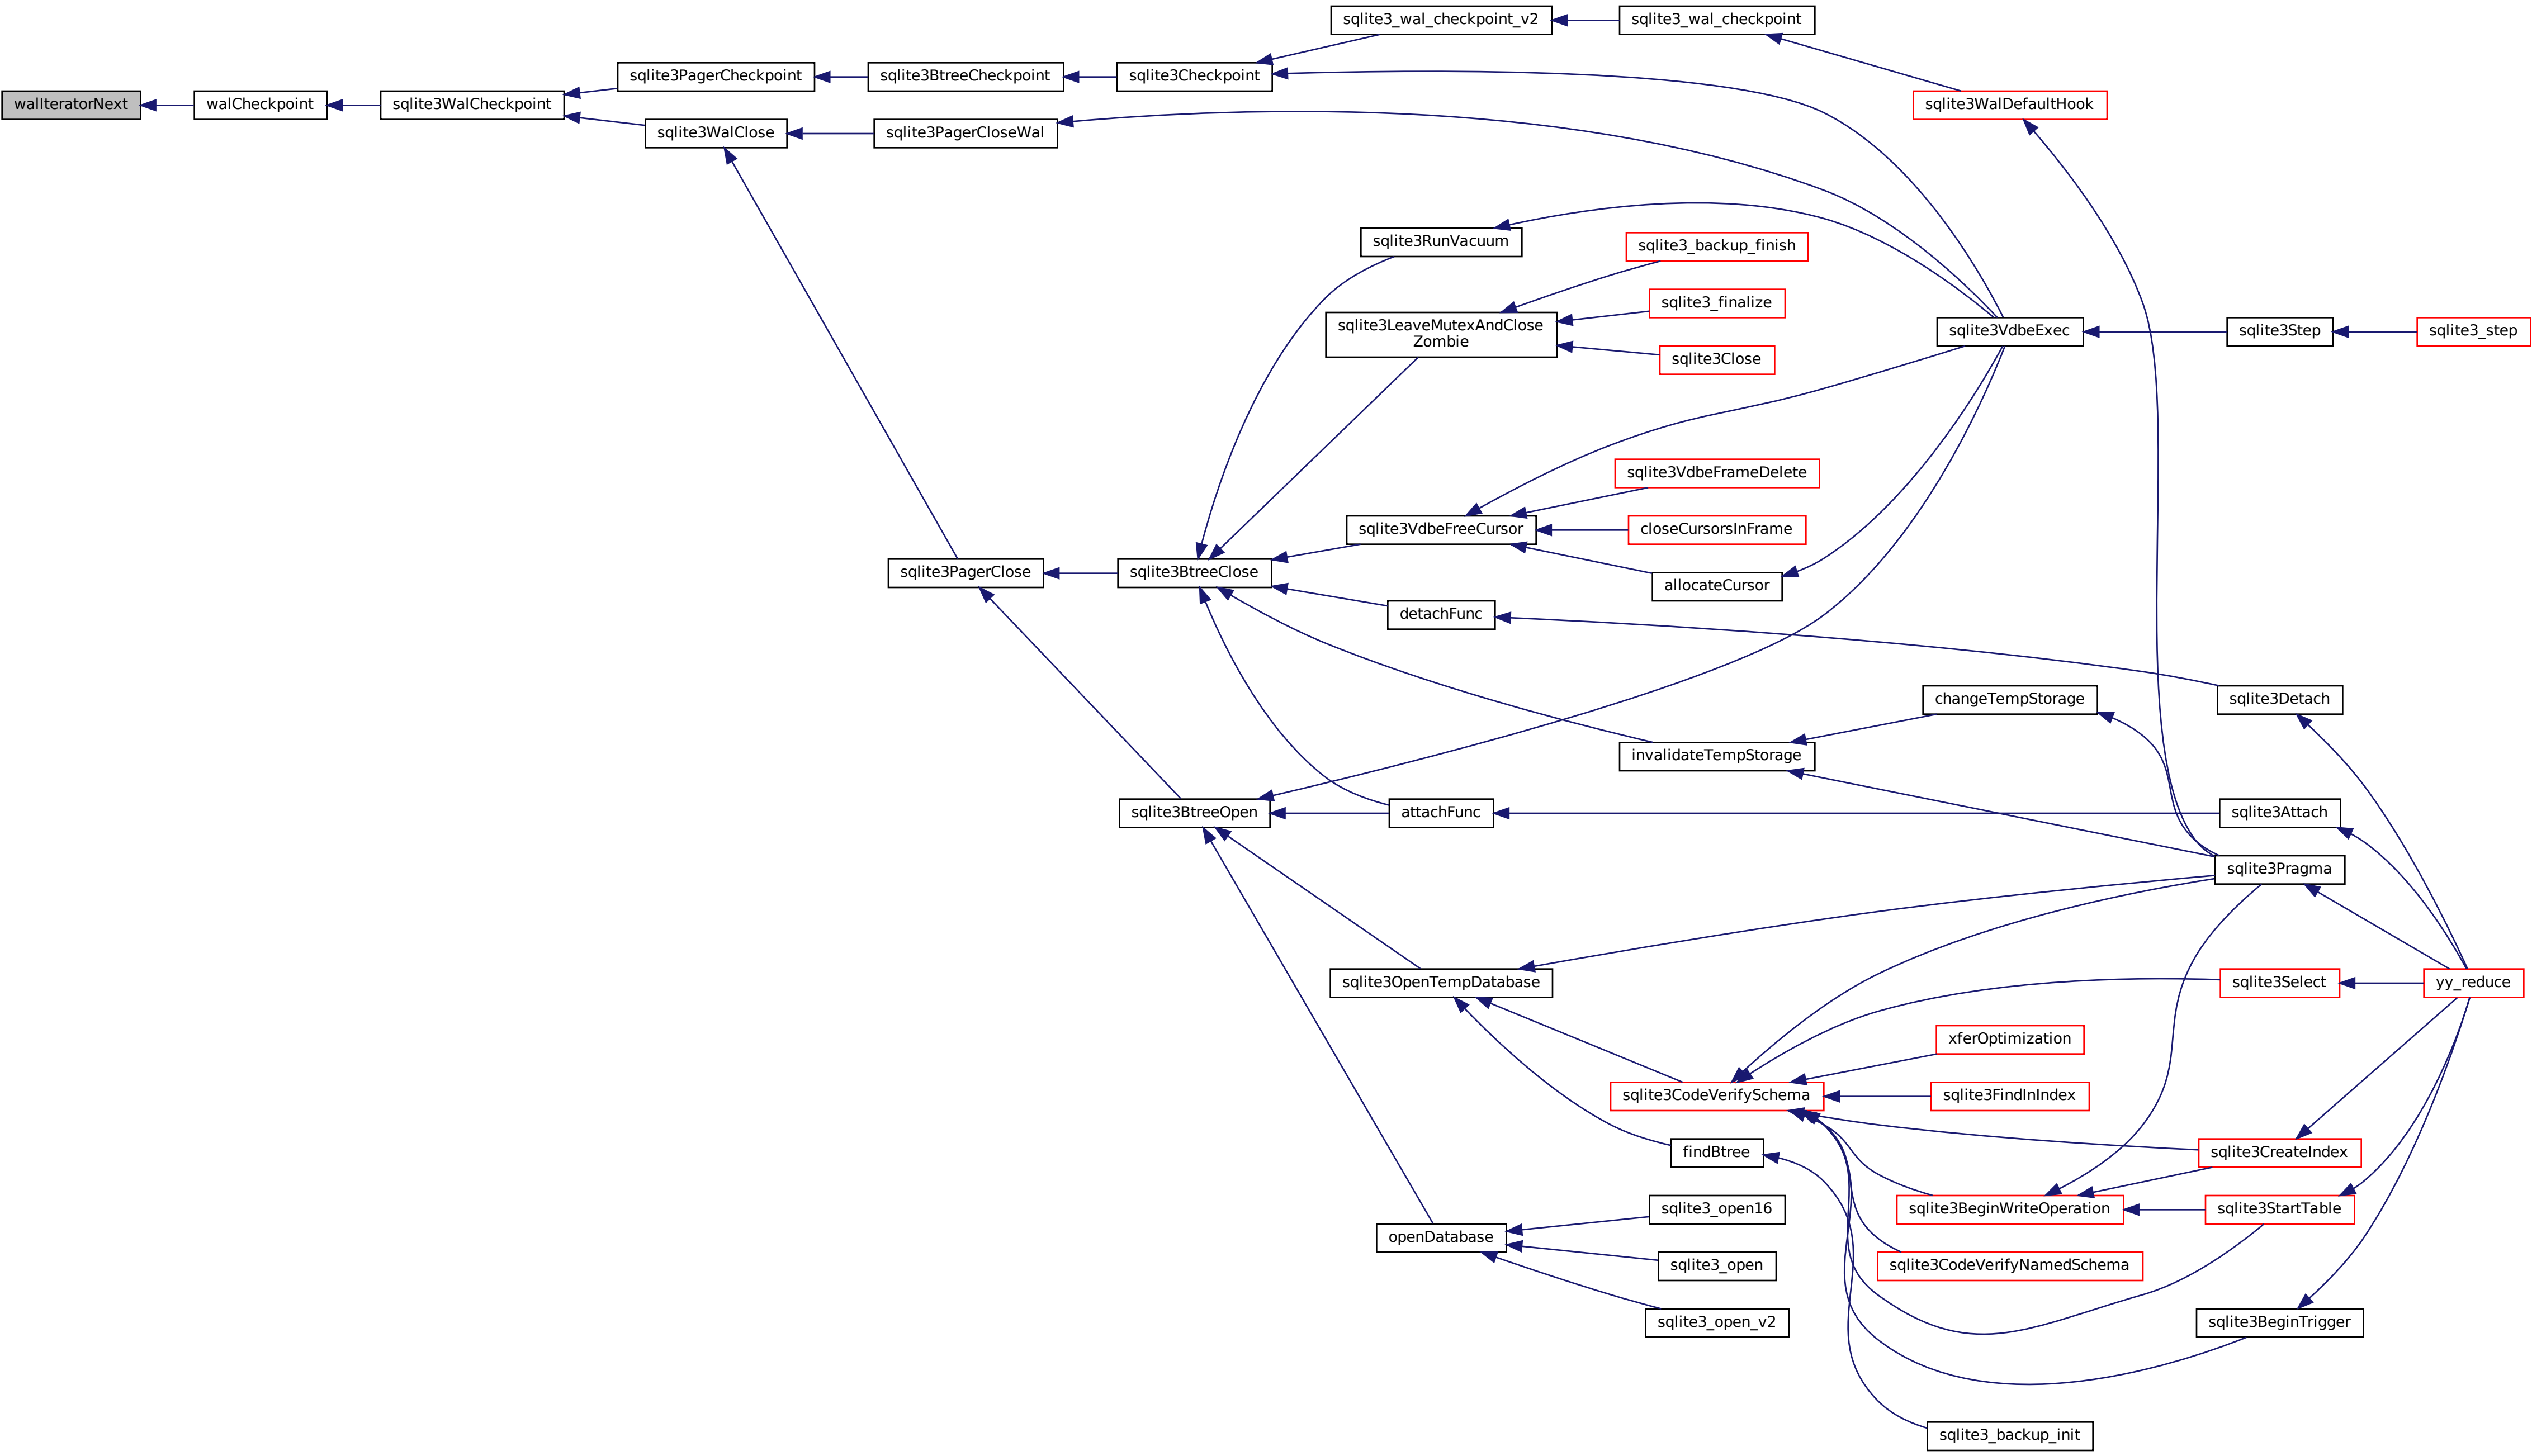 sqlite3_wal_checkpoint_v2
sqlite3_wal_checkpoint
sqlite3PagerCheckpoint
sqlite3BtreeCheckpoint
sqlite3Checkpoint
walIteratorNext
walCheckpoint
sqlite3WalCheckpoint
sqlite3WalDefaultHook
sqlite3WalClose
sqlite3PagerCloseWal
sqlite3RunVacuum
sqlite3_backup_finish
sqlite3_finalize
sqlite3LeaveMutexAndClose
Zombie
sqlite3VdbeExec
sqlite3Step
sqlite3_step
sqlite3Close
sqlite3VdbeFrameDelete
sqlite3VdbeFreeCursor
closeCursorsInFrame
sqlite3PagerClose
sqlite3BtreeClose
allocateCursor
detachFunc
changeTempStorage
sqlite3Detach
invalidateTempStorage
sqlite3BtreeOpen
attachFunc
sqlite3Attach
sqlite3Pragma
sqlite3OpenTempDatabase
sqlite3Select
yy_reduce
xferOptimization
sqlite3CodeVerifySchema
sqlite3FindInIndex
findBtree
sqlite3CreateIndex
sqlite3_open16
sqlite3BeginWriteOperation
sqlite3StartTable
openDatabase
sqlite3_open
sqlite3CodeVerifyNamedSchema
sqlite3_open_v2
sqlite3BeginTrigger
sqlite3_backup_init